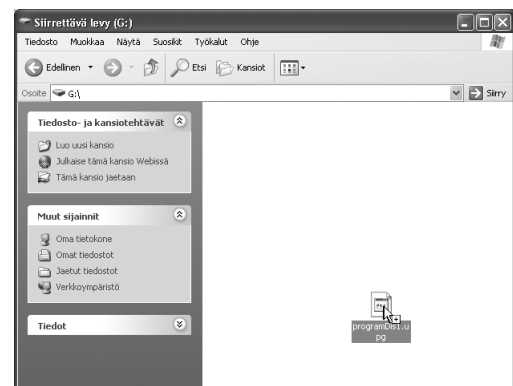 Siirrettävä levy (G:)
Tiedosto Muokkaa Näytä Suosikit Työkalut Ohje
Edellinen Etsi Kansiot
Osoite G:\ Siirry
Tiedosto- ja kansiotehtävät
Luo uusi kansio
Julkaise tämä kansio Webissä
Tämä kansio jaetaan
Muut sijainnit
Oma tietokone
Omat tiedostot
Jaetut tiedostot
Verkkoympäristö
Tiedot
programDis1.u
pg